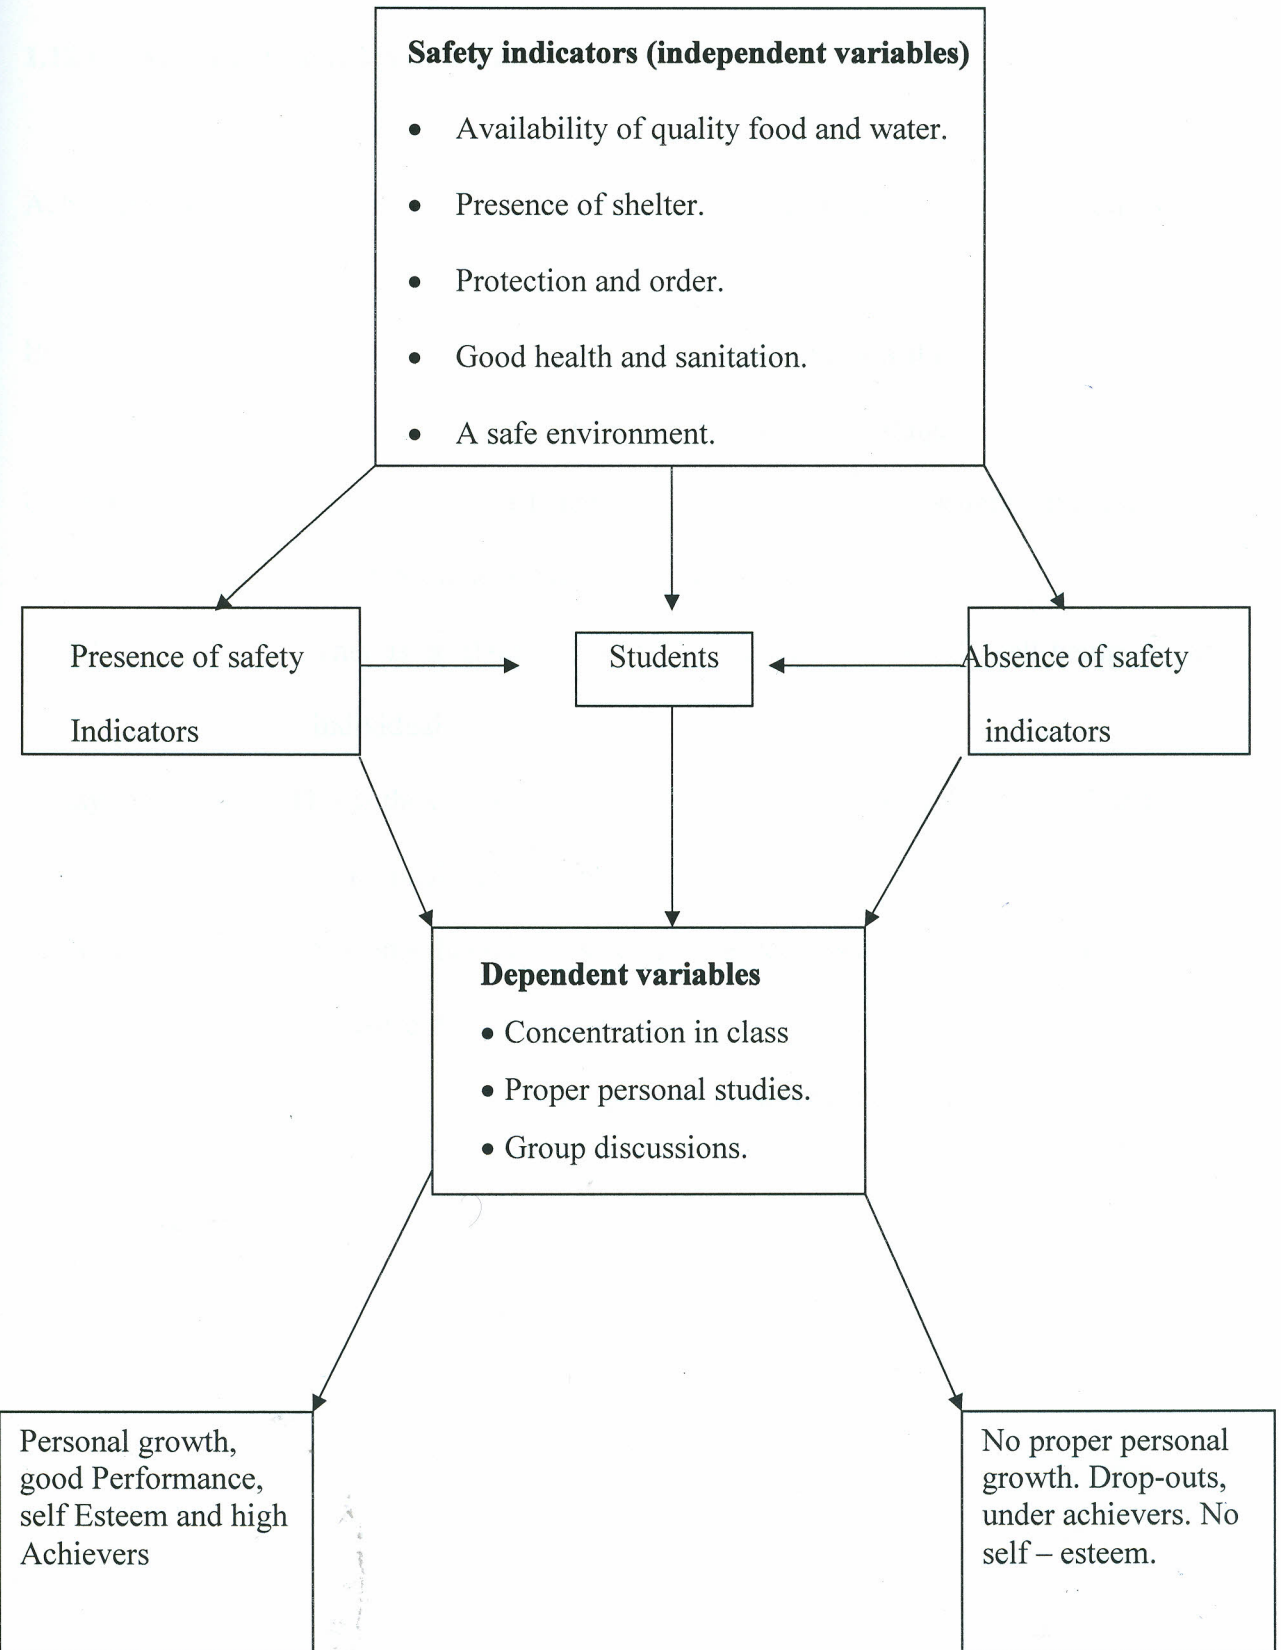 Safety indicators (independent variables)
• Availability of quality food and water.
• Presence of shelter.
• Protection and order.
• Good health and sanitation.
• A safe environment.
Presence of safety
Indicators
Students
Absence of safety
indicators
Dependent variables
• Concentration in class
• Proper personal studies.
• Group discussions.
Personal growth,
good Performance,
self Esteem and high
Achievers
No proper personal
growth. Drop-outs,
under achievers. No
self – esteem.